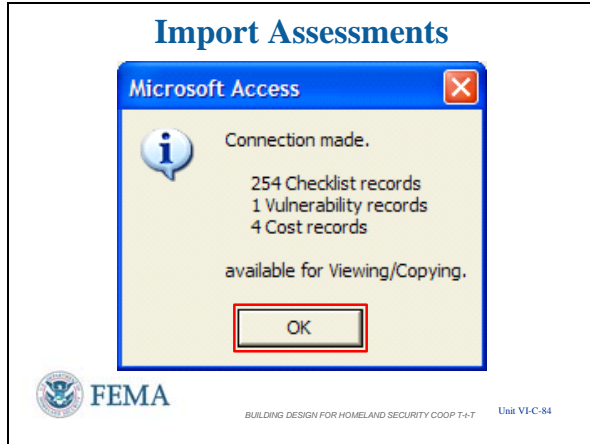 Import Assessments
Microsoft Access
Connection made.
254 Checklist records
1 Vulnerability records
4 Cost records
available for Viewing/Copying.
OK
FEMA
BUILDING DESIGN FOR HOMELAND SECURITY COOP T-t-T
Unit VI-C-84